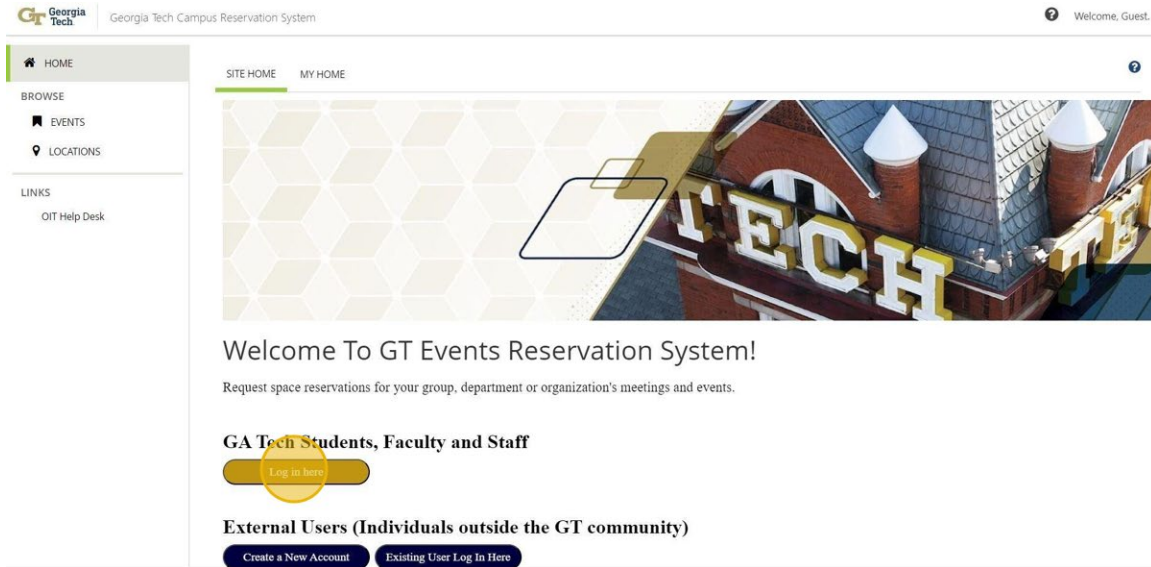 GT Georgia Tech
Georgia Tech Campus Reservation System
Welcome, Guest.
HOME
BROWSE
EVENTS
LOCATIONS
LINKS
OIT Help Desk
SITE HOME MY HOME
TECH
TE
Welcome To GT Events Reservation System!
Request space reservations for your group, department or organization's meetings and events.
GA Tech Students, Faculty and Staff
Log in here
External Users (Individuals outside the GT community)
Create a New Account Existing User Log In Here